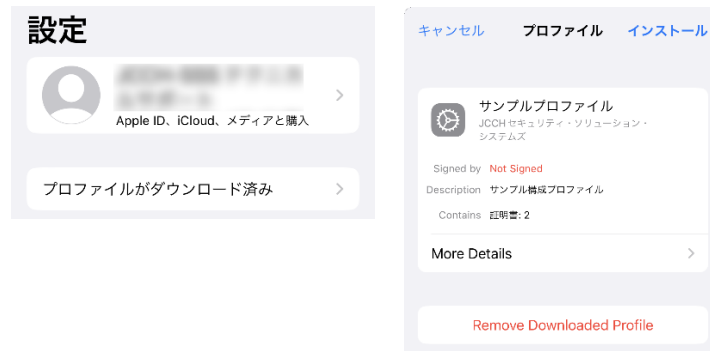 設定
Apple ID、iCloud、メディアと購入
プロファイルがダウンロード済み
キャンセル
プロファイル
インストール
サンプルプロファイル
JCCH セキュリティ・ソリューション・
システムズ
Signed by Not Signed
Description サンプル構成プロファイル
Contains 証明書: 2
More Details
Remove Downloaded Profile